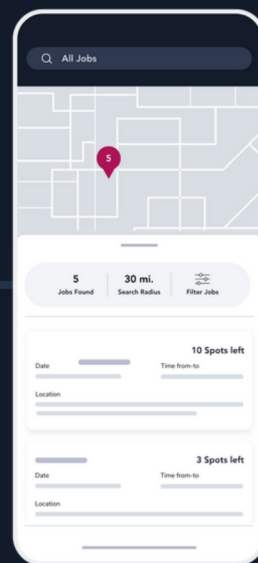 All Jobs
5
5 30 mi.
Jobs Found Search Radius Filter Jobs
10 Spots left
Date Time from-to
Location
3 Spots left
Date Time from-to
Location